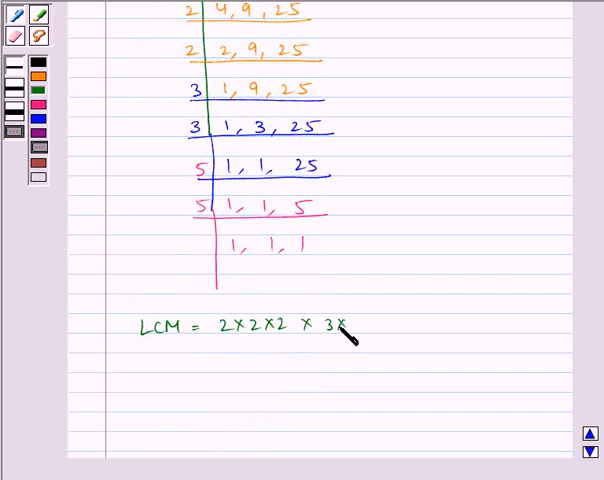 2 4, 9, 25
2 2, 9, 25
3 1, 9, 25
3 1, 3, 25
5 1, 1, 25
5 1, 1, 5
1, 1, 1
LCM = 2×2×2 × 3×